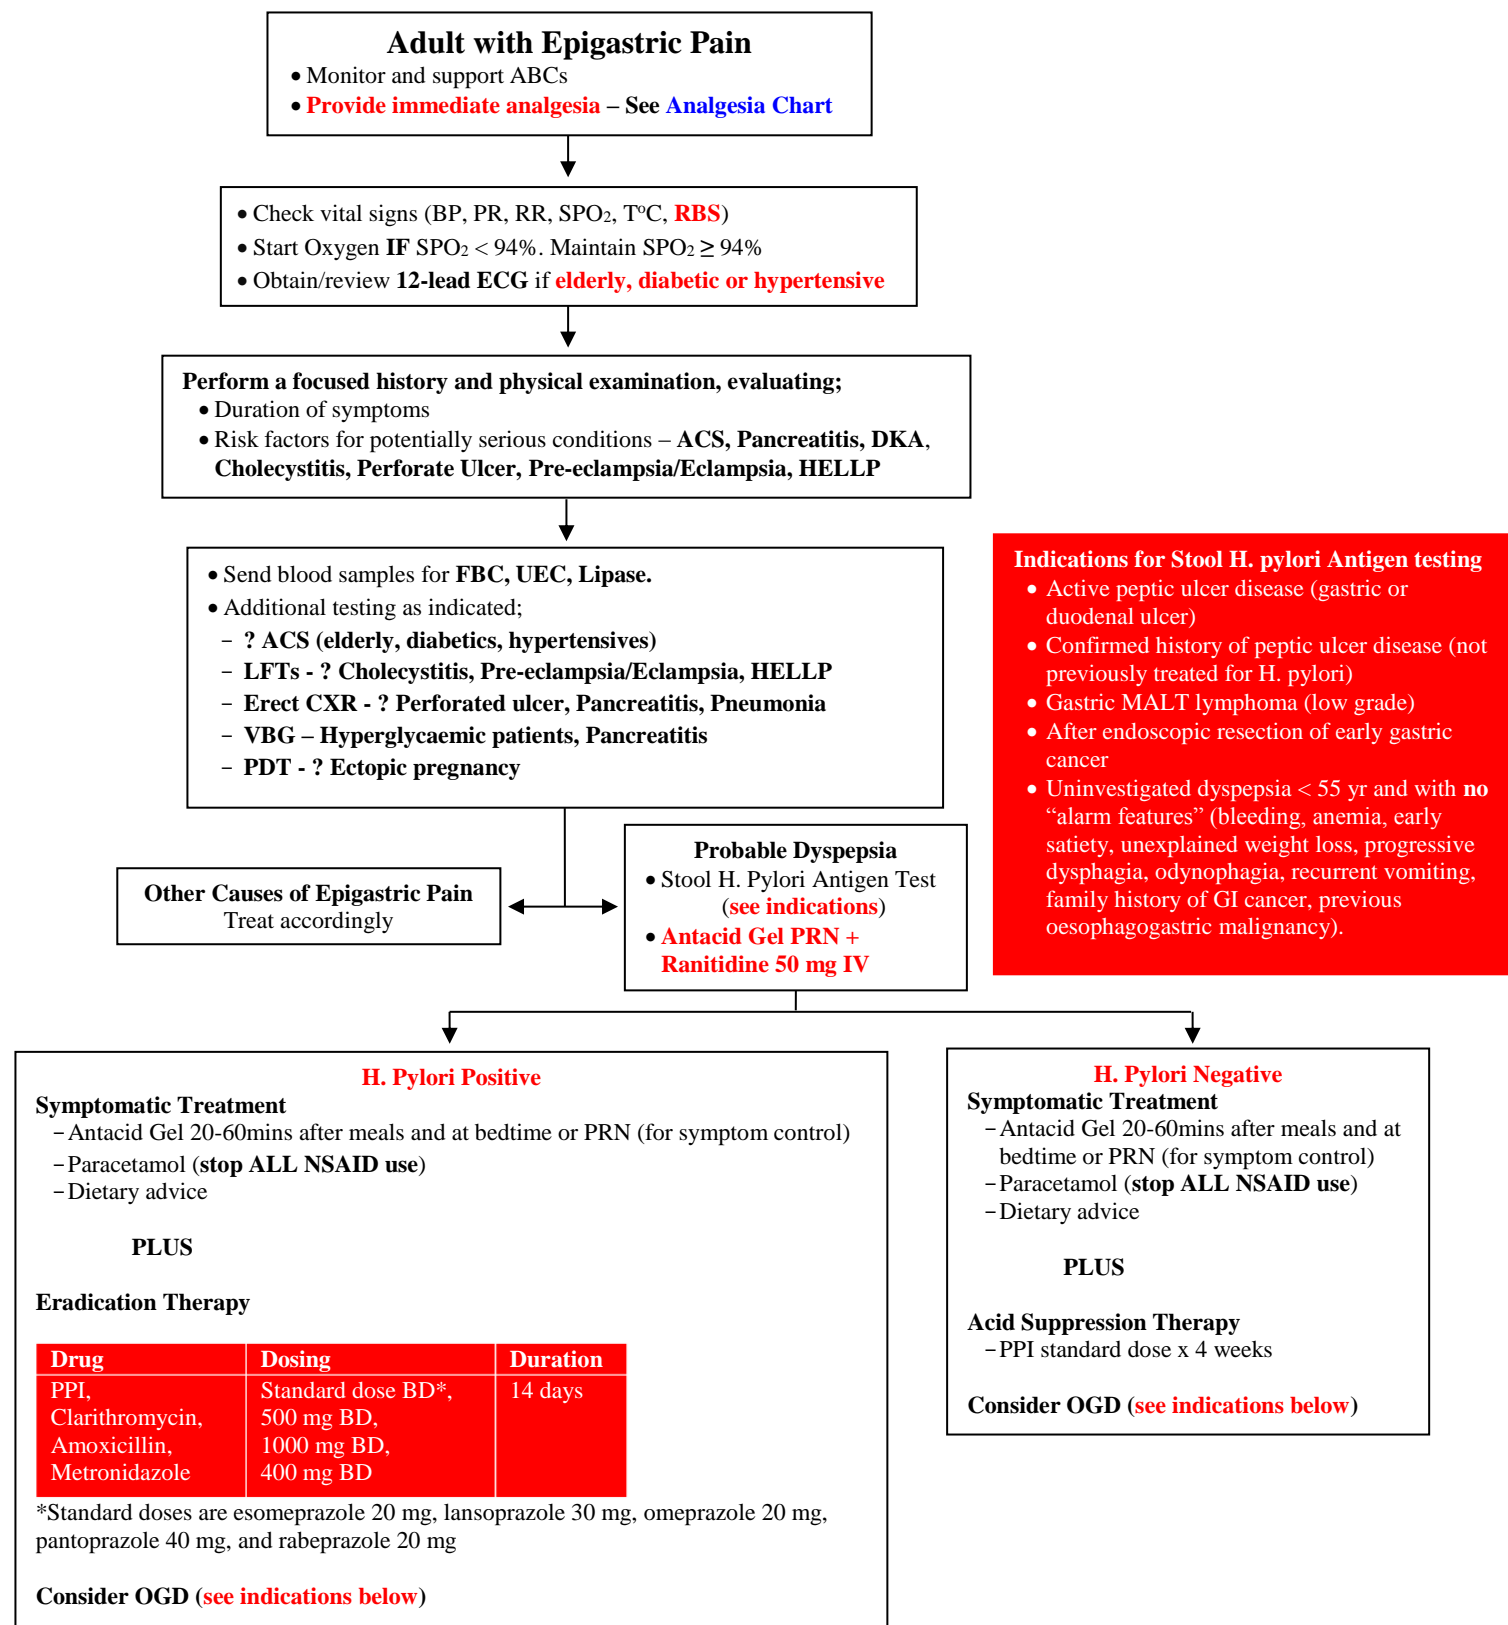 Adult with Epigastric Pain
• Monitor and support ABCs
• Provide immediate analgesia – See Analgesia Chart
• Check vital signs (BP, PR, RR, SPO₂, T°C, RBS)
• Start Oxygen IF SPO₂ < 94%. Maintain SPO₂ ≥ 94%
• Obtain/review 12-lead ECG if elderly, diabetic or hypertensive
Perform a focused history and physical examination, evaluating;
• Duration of symptoms
• Risk factors for potentially serious conditions – ACS, Pancreatitis, DKA,
Cholecystitis, Perforate Ulcer, Pre-eclampsia/Eclampsia, HELLP
• Send blood samples for FBC, UEC, Lipase.
• Additional testing as indicated;
− ? ACS (elderly, diabetics, hypertensives)
− LFTs - ? Cholecystitis, Pre-eclampsia/Eclampsia, HELLP
− Erect CXR - ? Perforated ulcer, Pancreatitis, Pneumonia
− VBG – Hyperglycaemic patients, Pancreatitis
− PDT - ? Ectopic pregnancy
Indications for Stool H. pylori Antigen testing
• Active peptic ulcer disease (gastric or
duodenal ulcer)
• Confirmed history of peptic ulcer disease (not
previously treated for H. pylori)
• Gastric MALT lymphoma (low grade)
• After endoscopic resection of early gastric
cancer
• Uninvestigated dyspepsia < 55 yr and with no
“alarm features” (bleeding, anemia, early
satiety, unexplained weight loss, progressive
dysphagia, odynophagia, recurrent vomiting,
family history of GI cancer, previous
oesophagogastric malignancy).
Other Causes of Epigastric Pain
Treat accordingly
Probable Dyspepsia
• Stool H. Pylori Antigen Test
(see indications)
• Antacid Gel PRN +
Ranitidine 50 mg IV
H. Pylori Positive
Symptomatic Treatment
− Antacid Gel 20-60mins after meals and at bedtime or PRN (for symptom control)
− Paracetamol (stop ALL NSAID use)
− Dietary advice
PLUS
Eradication Therapy
Drug Dosing Duration
PPI, Standard dose BD*, 14 days
Clarithromycin, 500 mg BD,
Amoxicillin, 1000 mg BD,
Metronidazole 400 mg BD
*Standard doses are esomeprazole 20 mg, lansoprazole 30 mg, omeprazole 20 mg,
pantoprazole 40 mg, and rabeprazole 20 mg
Consider OGD (see indications below)
H. Pylori Negative
Symptomatic Treatment
− Antacid Gel 20-60mins after meals and at
bedtime or PRN (for symptom control)
− Paracetamol (stop ALL NSAID use)
− Dietary advice
PLUS
Acid Suppression Therapy
− PPI standard dose x 4 weeks
Consider OGD (see indications below)